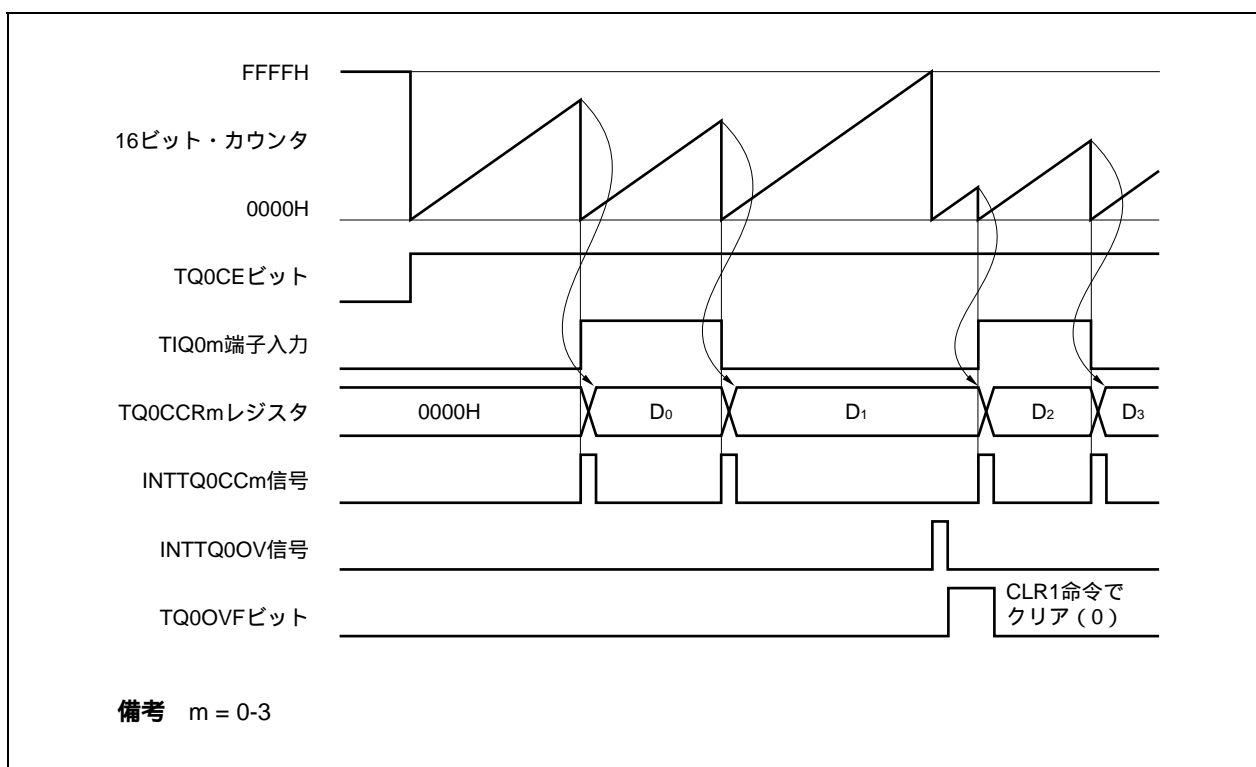 FFFFH
16ビット・カウンタ
0000H
TQ0CEビット
TIQ0m端子入力
TQ0CCRmレジスタ
0000H
D0
D1
D2
D3
INTTQ0CCm信号
INTTQ0OV信号
TQ0OVFビット
CLR1命令で
クリア（0）
備考 m = 0-3